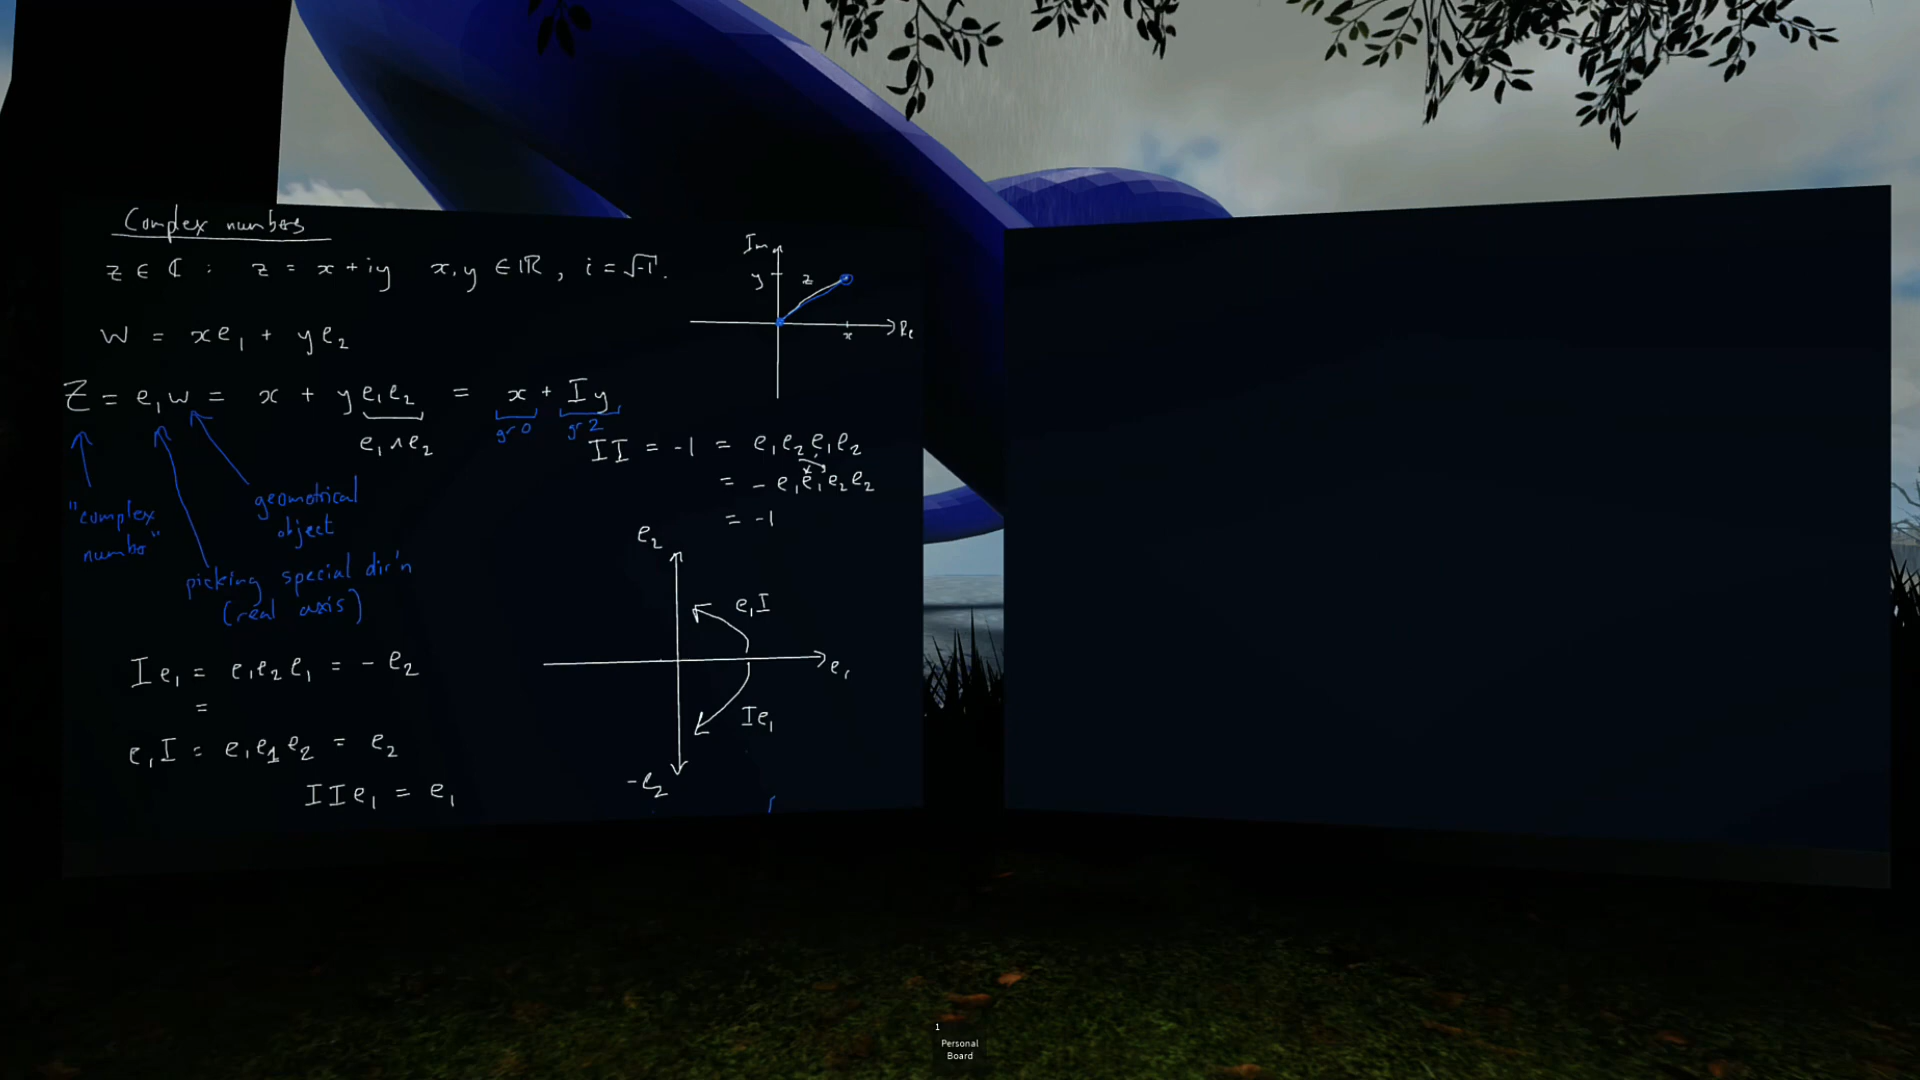 Complex numbers
z ∈ ℂ : z = x + iy x, y ∈ ℝ, i = √-1.
Im
y
z
x
Re
w = xe₁ + ye₂
Z = e₁w = x + ye₁e₂ = x + Iy
e₁∧e₂
gr 0
gr 2
II = -1 = e₁e₂e₁e₂
= - e₁e₁e₂e₂
= -1
"complex
number"
geometrical
object
picking special dir'n
(real axis)
e₂
e₁I
e₁
Ie₁
-e₂
Ie₁ = e₁e₂e₁ = - e₂
=
e₁I = e₁e₁e₂ = e₂
IIe₁ = e₁
1
Personal
Board